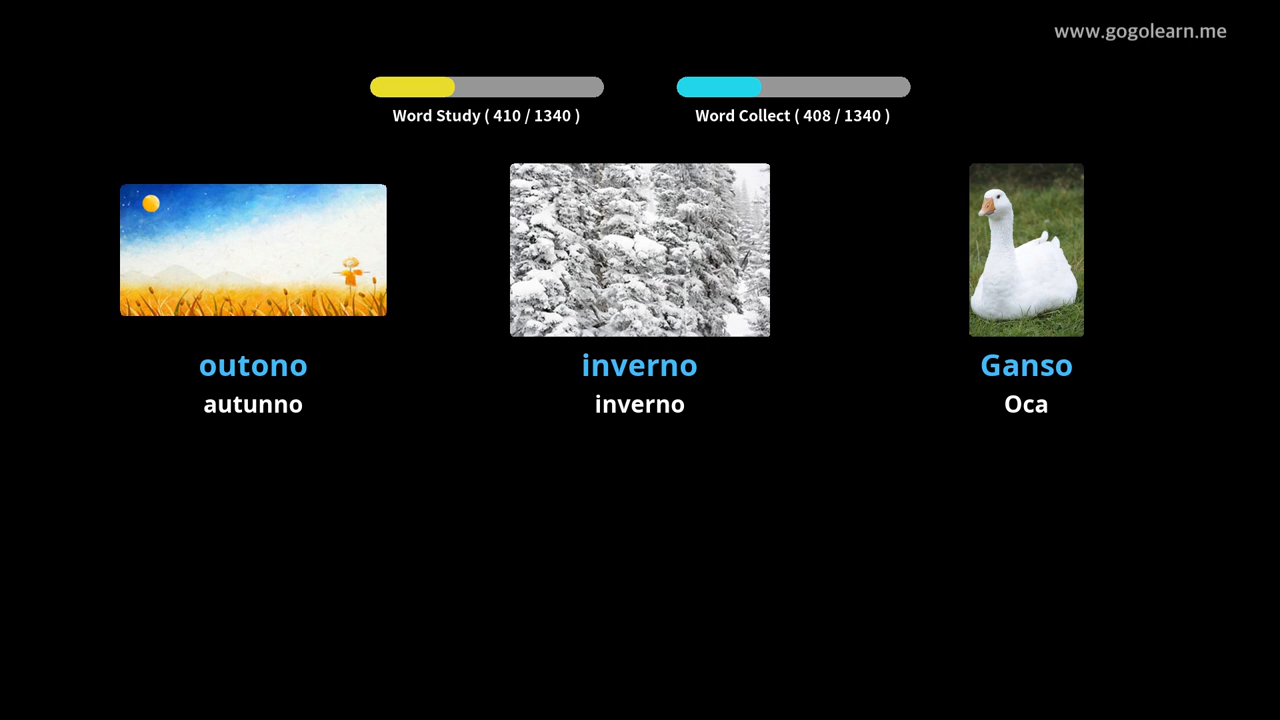 www.gogolearn.me
Word Study ( 410 / 1340 )
Word Collect ( 408 / 1340 )
outono
autunno
inverno
inverno
Ganso
Oca